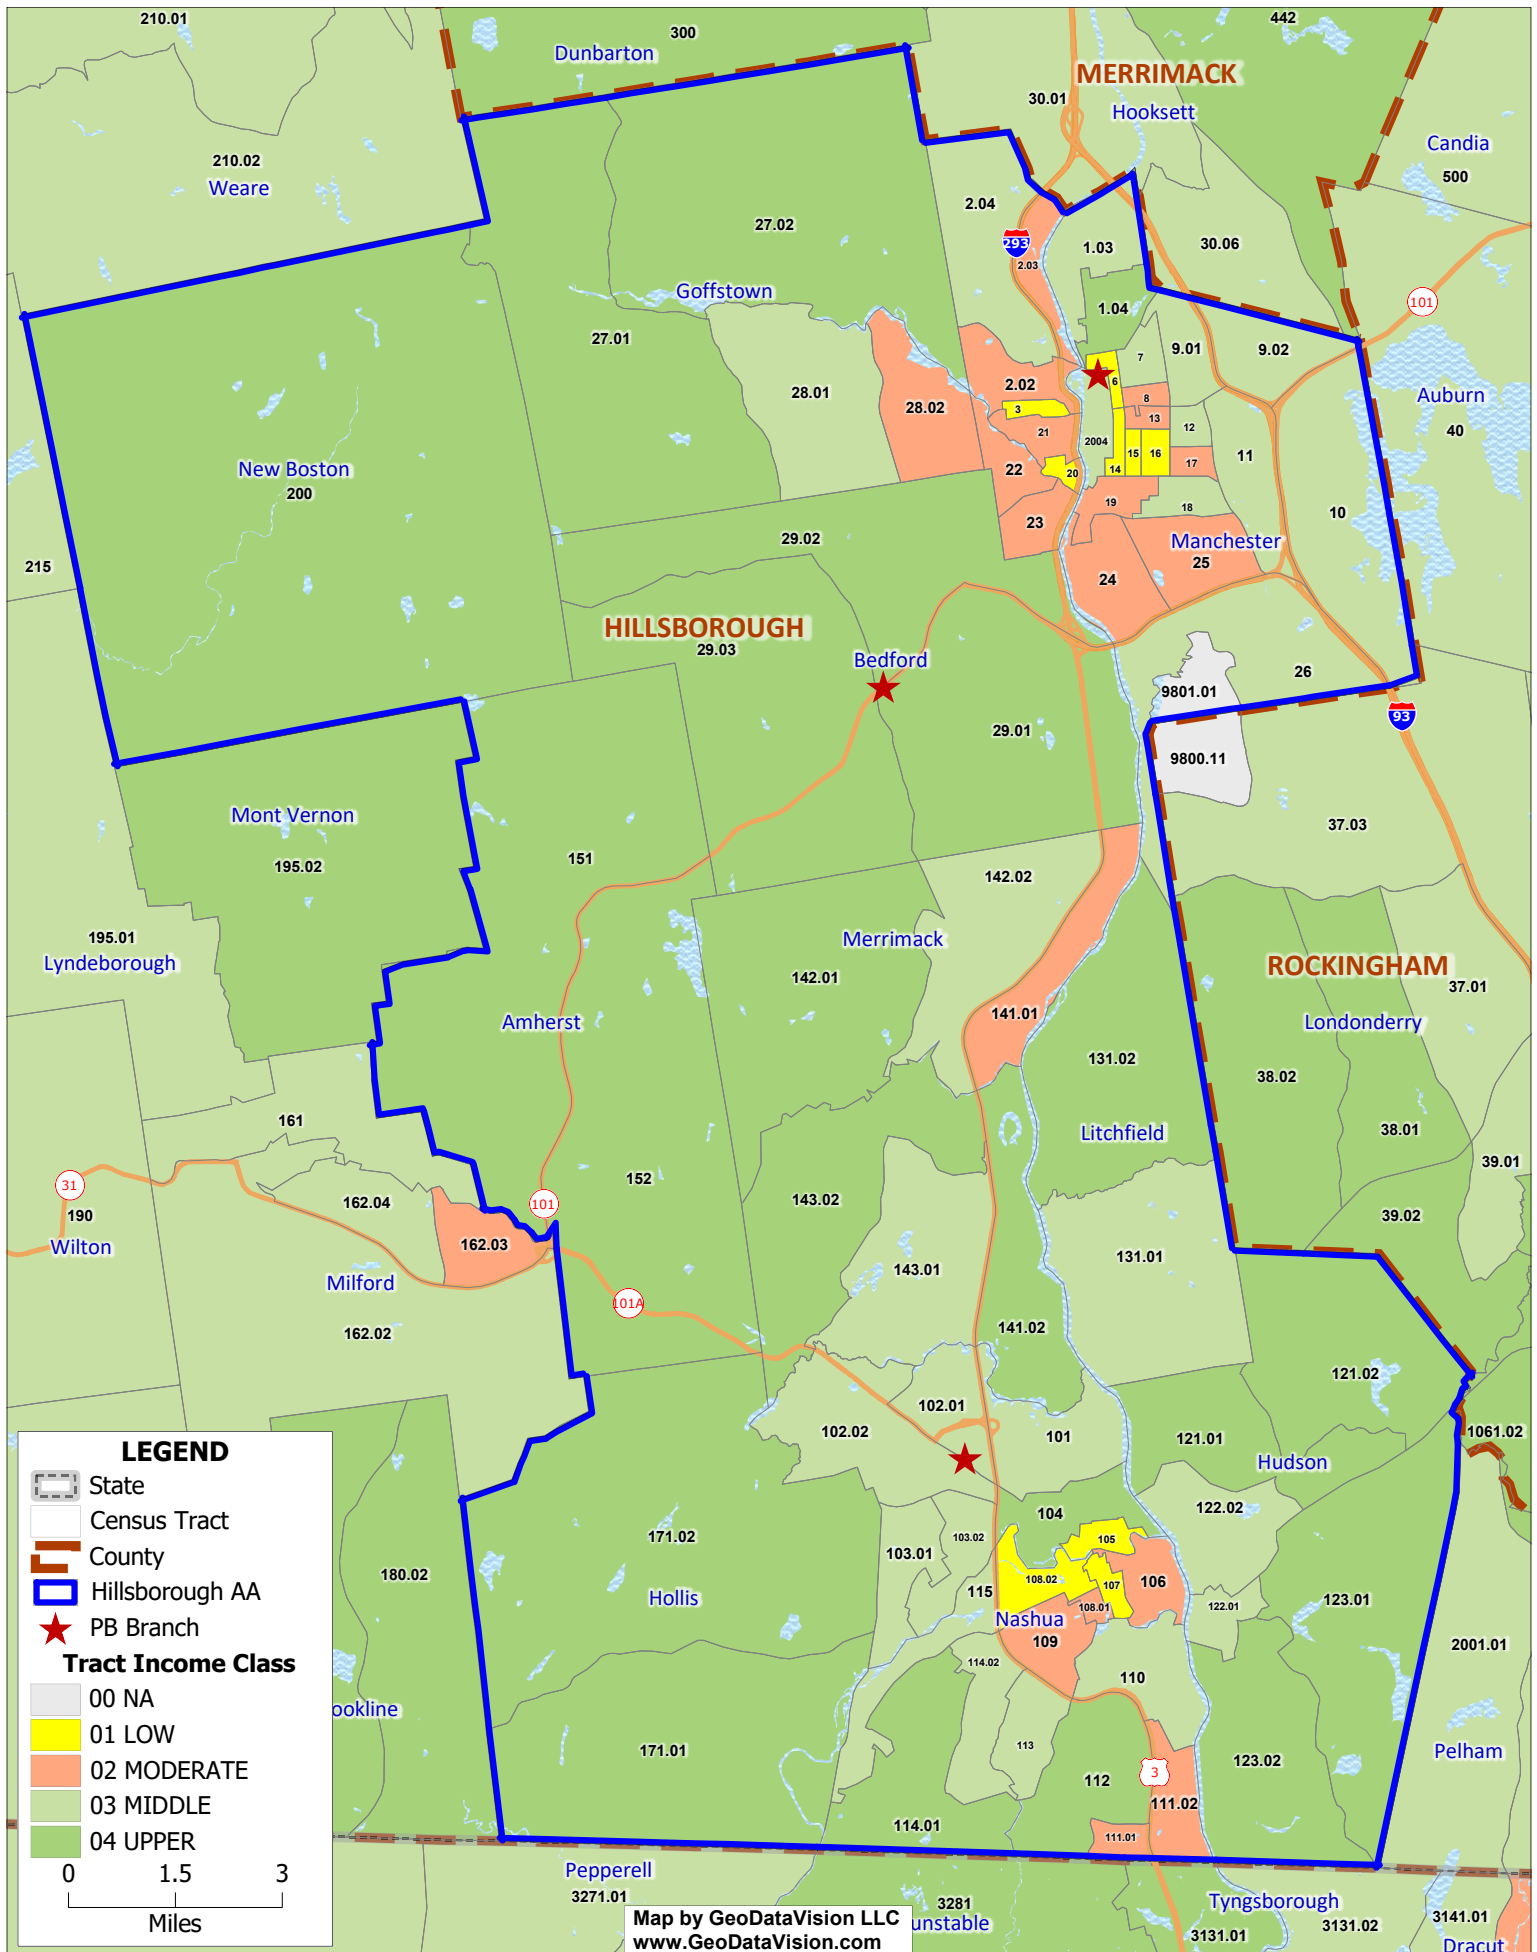 210.01
300
442
Dunbarton
MERRIMACK
30.01
Hooksett
Candia
500
210.02
Weare
2.04
27.02
1.03
30.06
293
2.03
Goffstown
1.04
101
27.01
7
9.01
9.02
28.01
2.02
6
8
28.02
3
13
Auburn
40
21
2004
12
New Boston
200
15
16
11
22
20
14
17
19
18
10
23
29.02
Manchester
25
215
24
HILLSBOROUGH
29.03
Bedford
26
9801.01
93
29.01
9800.11
Mont Vernon
37.03
195.02
151
142.02
195.01
Lyndeborough
Merrimack
142.01
ROCKINGHAM
37.01
Amherst
141.01
Londonderry
131.02
38.02
161
Litchfield
38.01
39.01
31
190
152
162.04
101
143.02
39.02
Wilton
162.03
131.01
143.01
Milford
101A
162.02
141.02
121.02
102.01
102.02
101
121.01
1061.02
Hudson
104
122.02
171.02
103.02
105
103.01
180.02
108.02
107
106
115
Hollis
108.01
122.01
123.01
Nashua
109
2001.01
114.02
110
ookline
171.01
113
Pelham
112
3
123.02
111.02
114.01
111.01
Pepperell
3271.01
3281
unstable
Tyngsborough
3131.01
3131.02
3141.01
Dracut
LEGEND
State
Census Tract
County
Hillsborough AA
PB Branch
Tract Income Class
00 NA
01 LOW
02 MODERATE
03 MIDDLE
04 UPPER
0 1.5 3
Miles
Map by GeoDataVision LLC
www.GeoDataVision.com